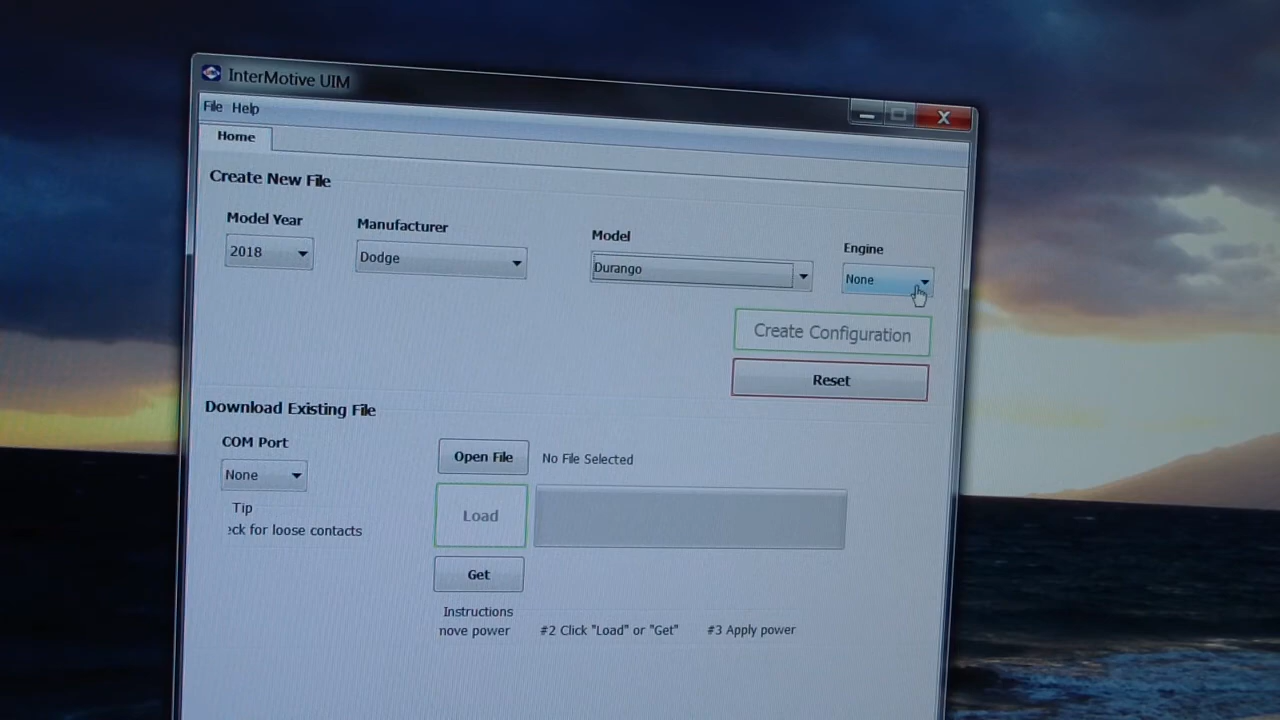 InterMotive UIM
File Help
Home
Create New File
Model Year
Manufacturer
Model
Engine
2018
Dodge
Durango
None
Create Configuration
Reset
Download Existing File
COM Port
None
Open File
No File Selected
Tip
ck for loose contacts
Load
Get
Instructions
nove power
#2 Click "Load" or "Get"
#3 Apply power